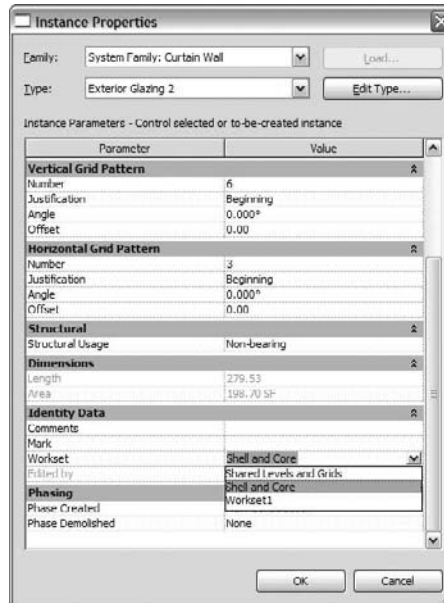 Instance Properties
Family: System Family: Curtain Wall Load...
Type: Exterior Glazing 2 Edit Type...
Instance Parameters - Control selected or to-be-created instance
Parameter Value
Vertical Grid Pattern
Number 6
Justification Beginning
Angle 0.000°
Offset 0.00
Horizontal Grid Pattern
Number 3
Justification Beginning
Angle 0.000°
Offset 0.00
Structural
Structural Usage Non-bearing
Dimensions
Length 279.53
Area 198.70 SF
Identity Data
Comments
Mark
Workset Shell and Core
Edited by Shared Levels and Grids
Shell and Core
Phasing
Workset1
Phase Created
Phase Demolished None
OK Cancel